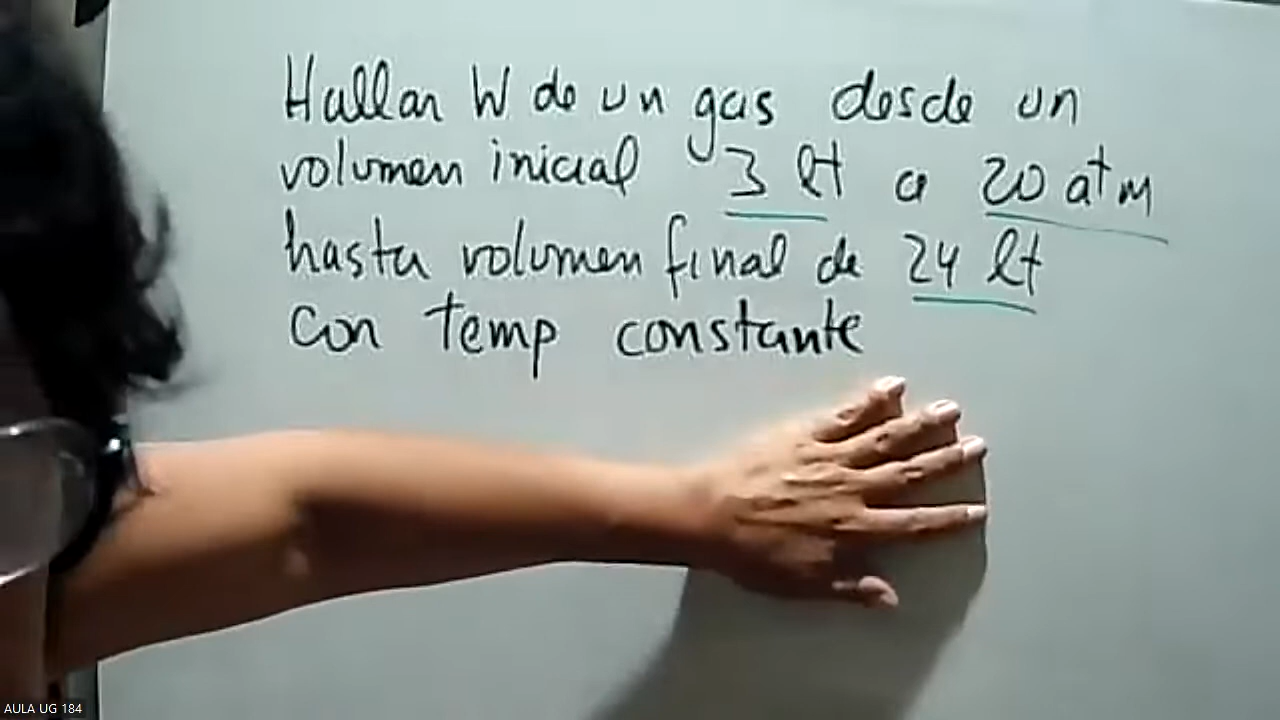 Hallar W de un gas desde un
volumen inicial 3 lt a 20 atm
hasta volumen final de 24 lt
con temp constante
AULA UG 184